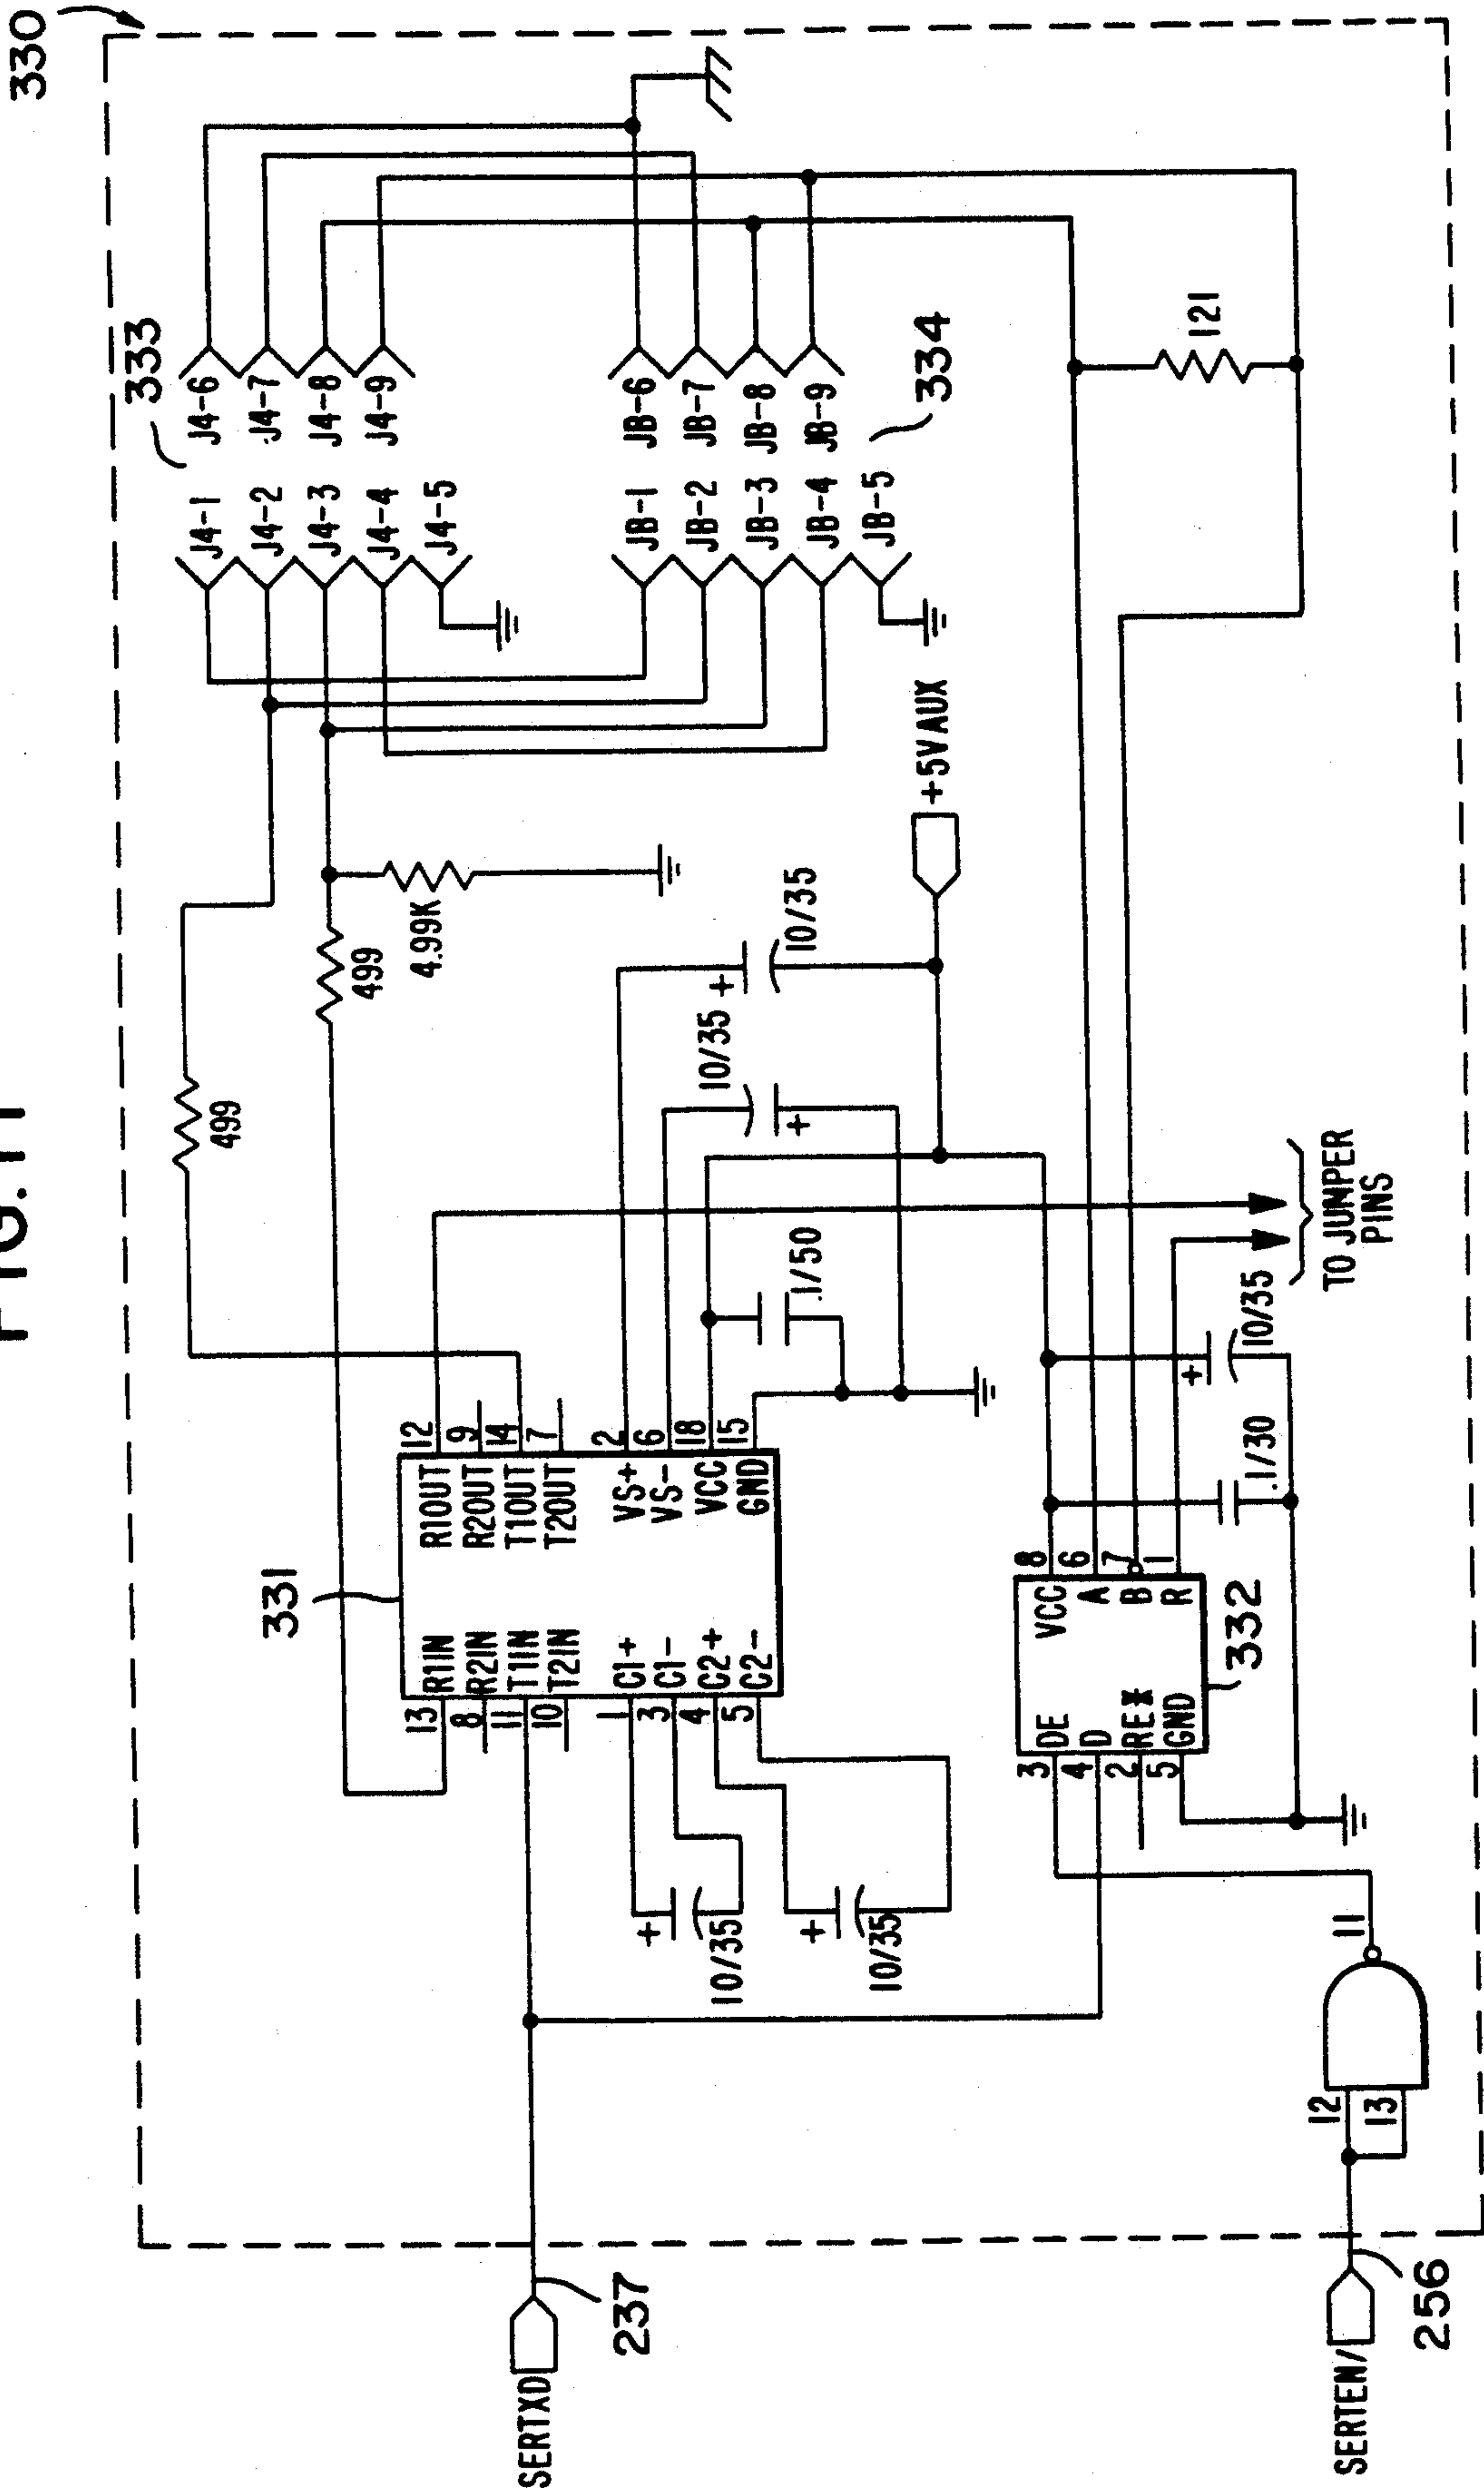 FIG. 11
330
333
J4-1
J4-2
J4-3
J4-4
J4-5
J4-6
J4-7
J4-8
J4-9
JB-1
JB-2
JB-3
JB-4
JB-5
JB-6
JB-7
JB-8
JB-9
334
499
499
4.99K
121
+5VAUX
10/35
+
10/35
+
.1/50
331
13 R1IN
8 R2IN
11 T1IN
10 T2IN
1 C1+
3 C1-
4 C2+
5 C2-
R1OUT 12
R2OUT 9
T1OUT 14
T2OUT 7
VS+ 2
VS- 6
VCC 18
GND 15
+
10/35
+
10/35
SERTXD
237
3 DE
4 D
2 RE*
5 GND
VCC 8
A 6
B 7
R 1
332
.1/30
+
10/35
TO JUMPER
PINS
SERTEN/
256
12
13
11